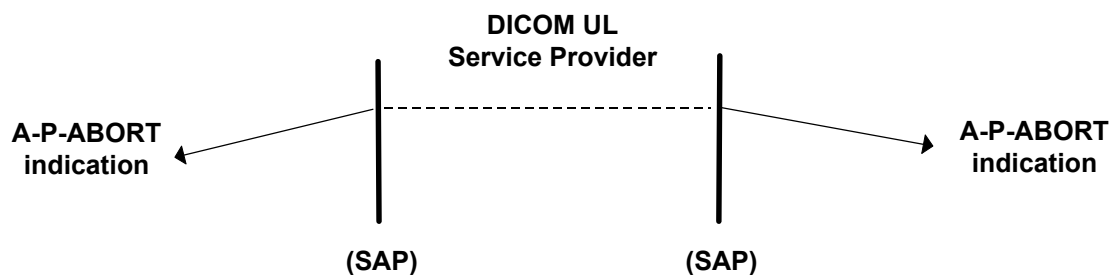 DICOM UL
Service Provider
A-P-ABORT
indication
A-P-ABORT
indication
(SAP)
(SAP)